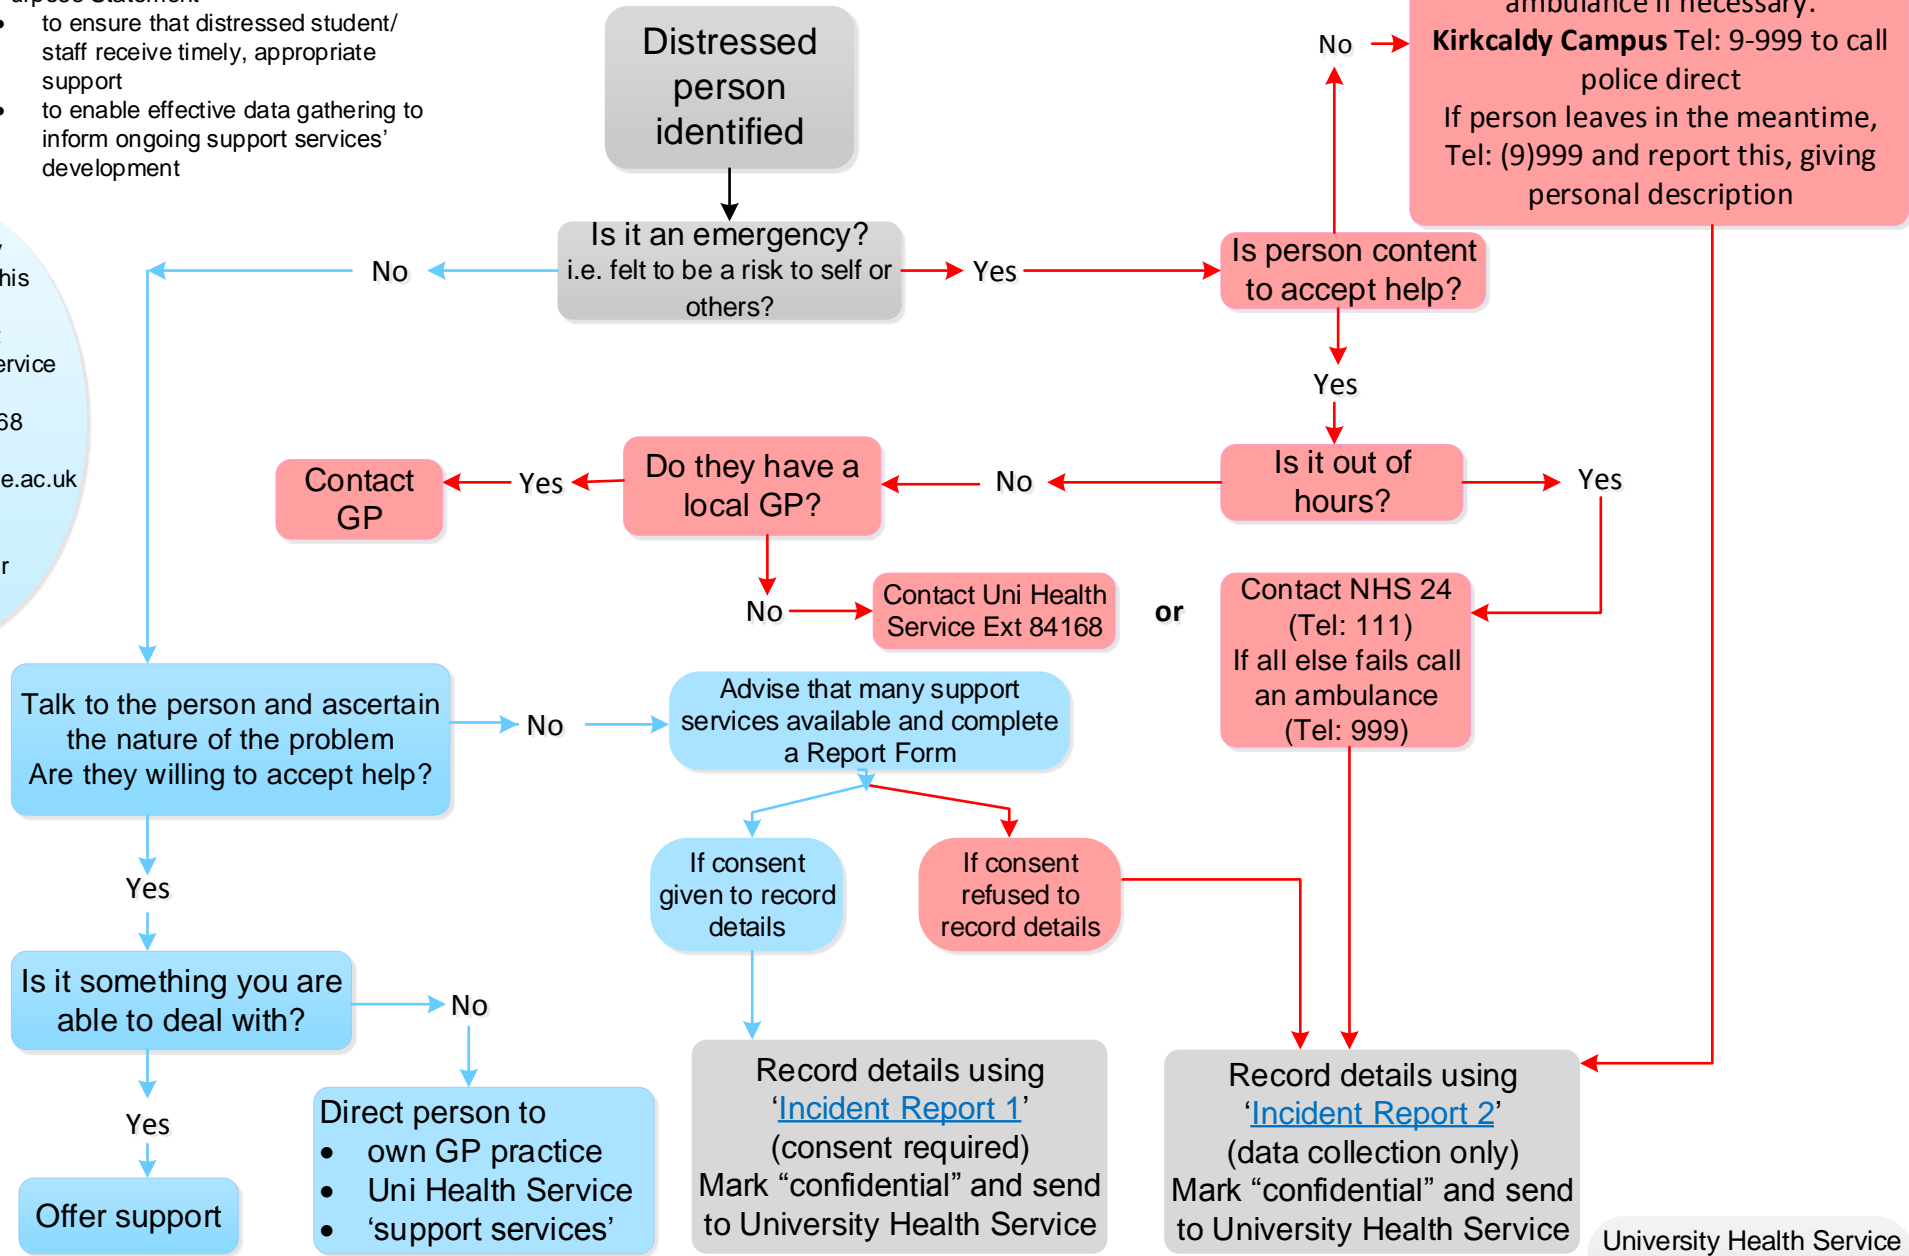 urpose Statement
• to ensure that distressed student/
staff receive timely, appropriate
support
• to enable effective data gathering to
inform ongoing support services'
development
Distressed
person
identified
No
ambulance if necessary.
Kirkcaldy Campus Tel: 9-999 to call
police direct
If person leaves in the meantime,
Tel: (9)999 and report this, giving
personal description
Is it an emergency?
i.e. felt to be a risk to self or
others?
No
Yes
Is person content
to accept help?
his
ervice
68
e.ac.uk
r
Yes
Contact
GP
Yes
Do they have a
local GP?
No
Is it out of
hours?
Yes
No
Contact Uni Health
Service Ext 84168
or
Contact NHS 24
(Tel: 111)
If all else fails call
an ambulance
(Tel: 999)
Talk to the person and ascertain
the nature of the problem
Are they willing to accept help?
No
Advise that many support
services available and complete
a Report Form
Yes
If consent
given to record
details
If consent
refused to
record details
Is it something you are
able to deal with?
No
Yes
Offer support
Direct person to
• own GP practice
• Uni Health Service
• 'support services'
Record details using
'Incident Report 1'
(consent required)
Mark “confidential” and send
to University Health Service
Record details using
'Incident Report 2'
(data collection only)
Mark “confidential” and send
to University Health Service
University Health Service